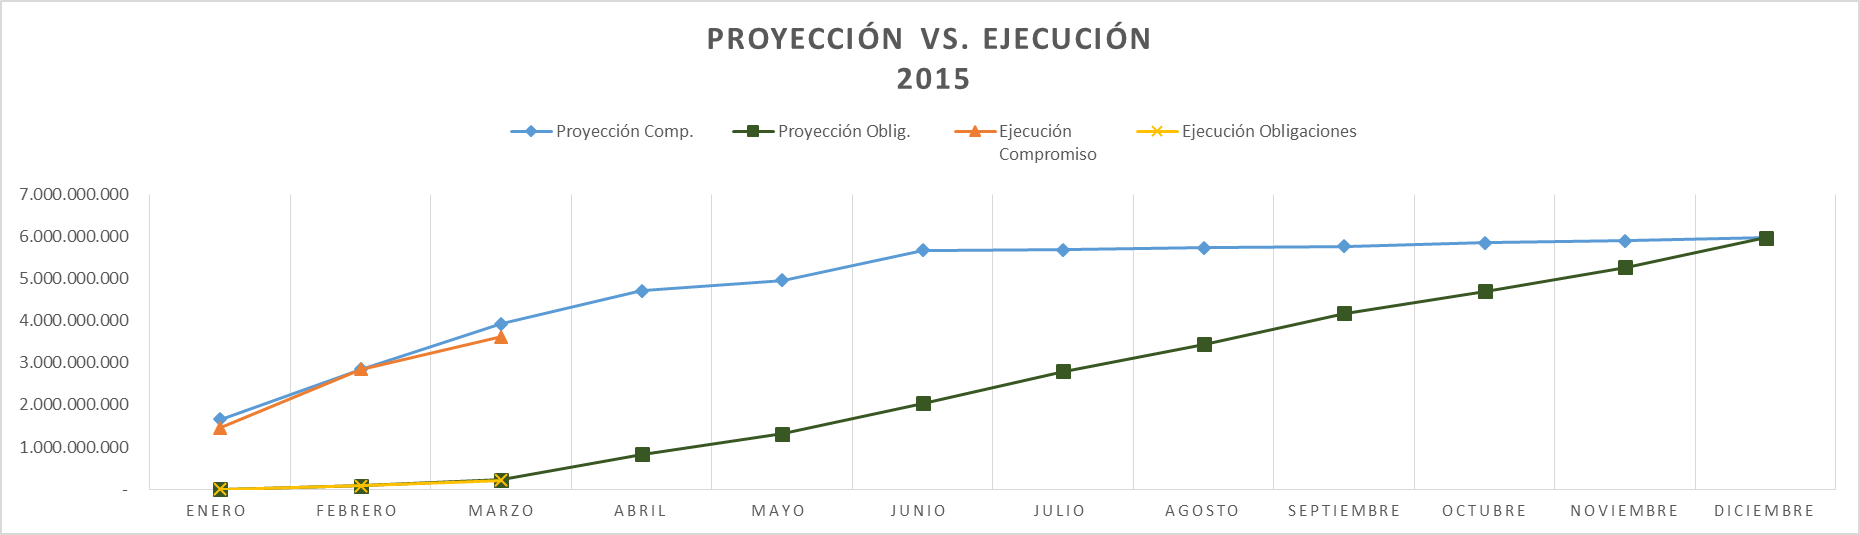 PROYECCIÓN VS. EJECUCIÓN
2015
Proyección Comp.
Proyección Oblig.
Ejecución
Compromiso
Ejecución Obligaciones
7.000.000.000
6.000.000.000
5.000.000.000
4.000.000.000
3.000.000.000
2.000.000.000
1.000.000.000
-
ENERO FEBRERO MARZO ABRIL MAYO JUNIO JULIO AGOSTO SEPTIEMBRE OCTUBRE NOVIEMBRE DICIEMBRE